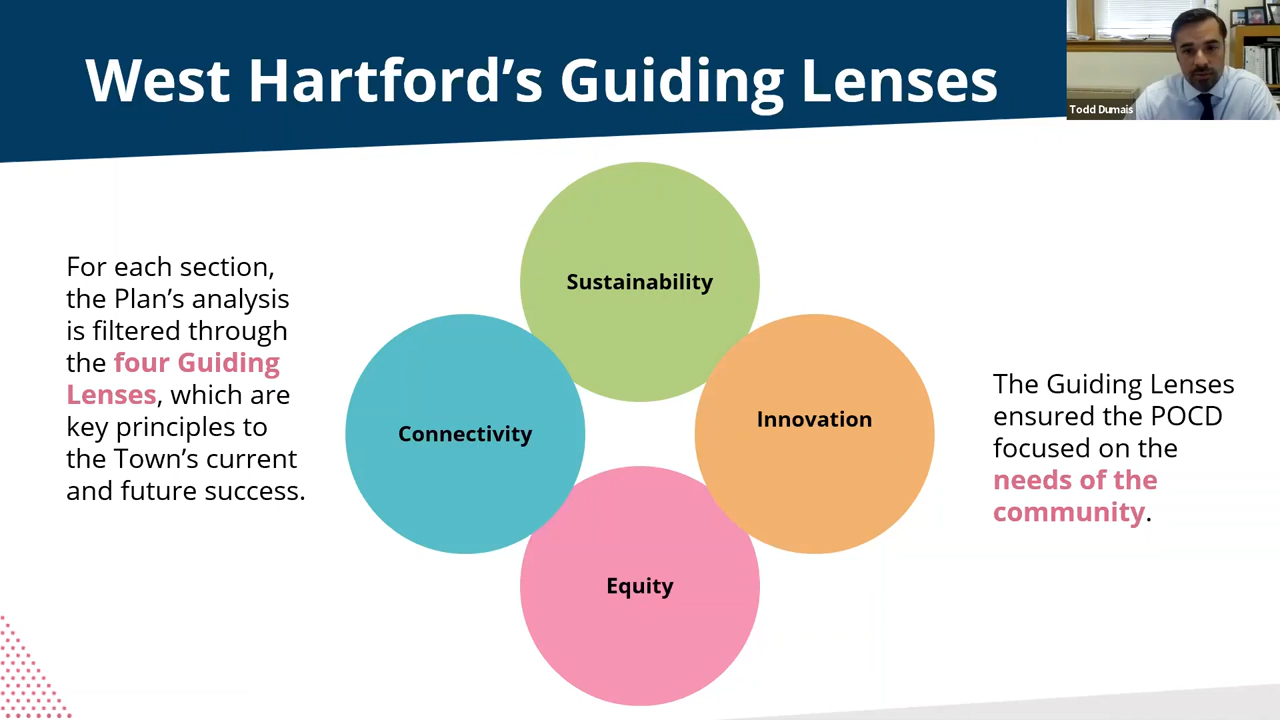 West Hartford’s Guiding Lenses
Todd Dumais
For each section,
the Plan’s analysis
is filtered through
the four Guiding
Lenses, which are
key principles to
the Town’s current
and future success.
Sustainability
Connectivity
Innovation
Equity
The Guiding Lenses
ensured the POCD
focused on the
needs of the
community.